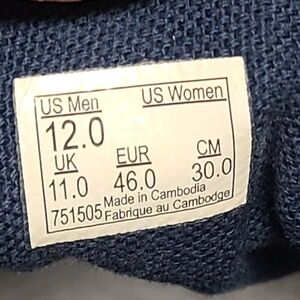 US Men US Women
12.0
UK EUR CM
11.0 46.0 30.0
751505 Made in Cambodia
Fabrique au Cambodge